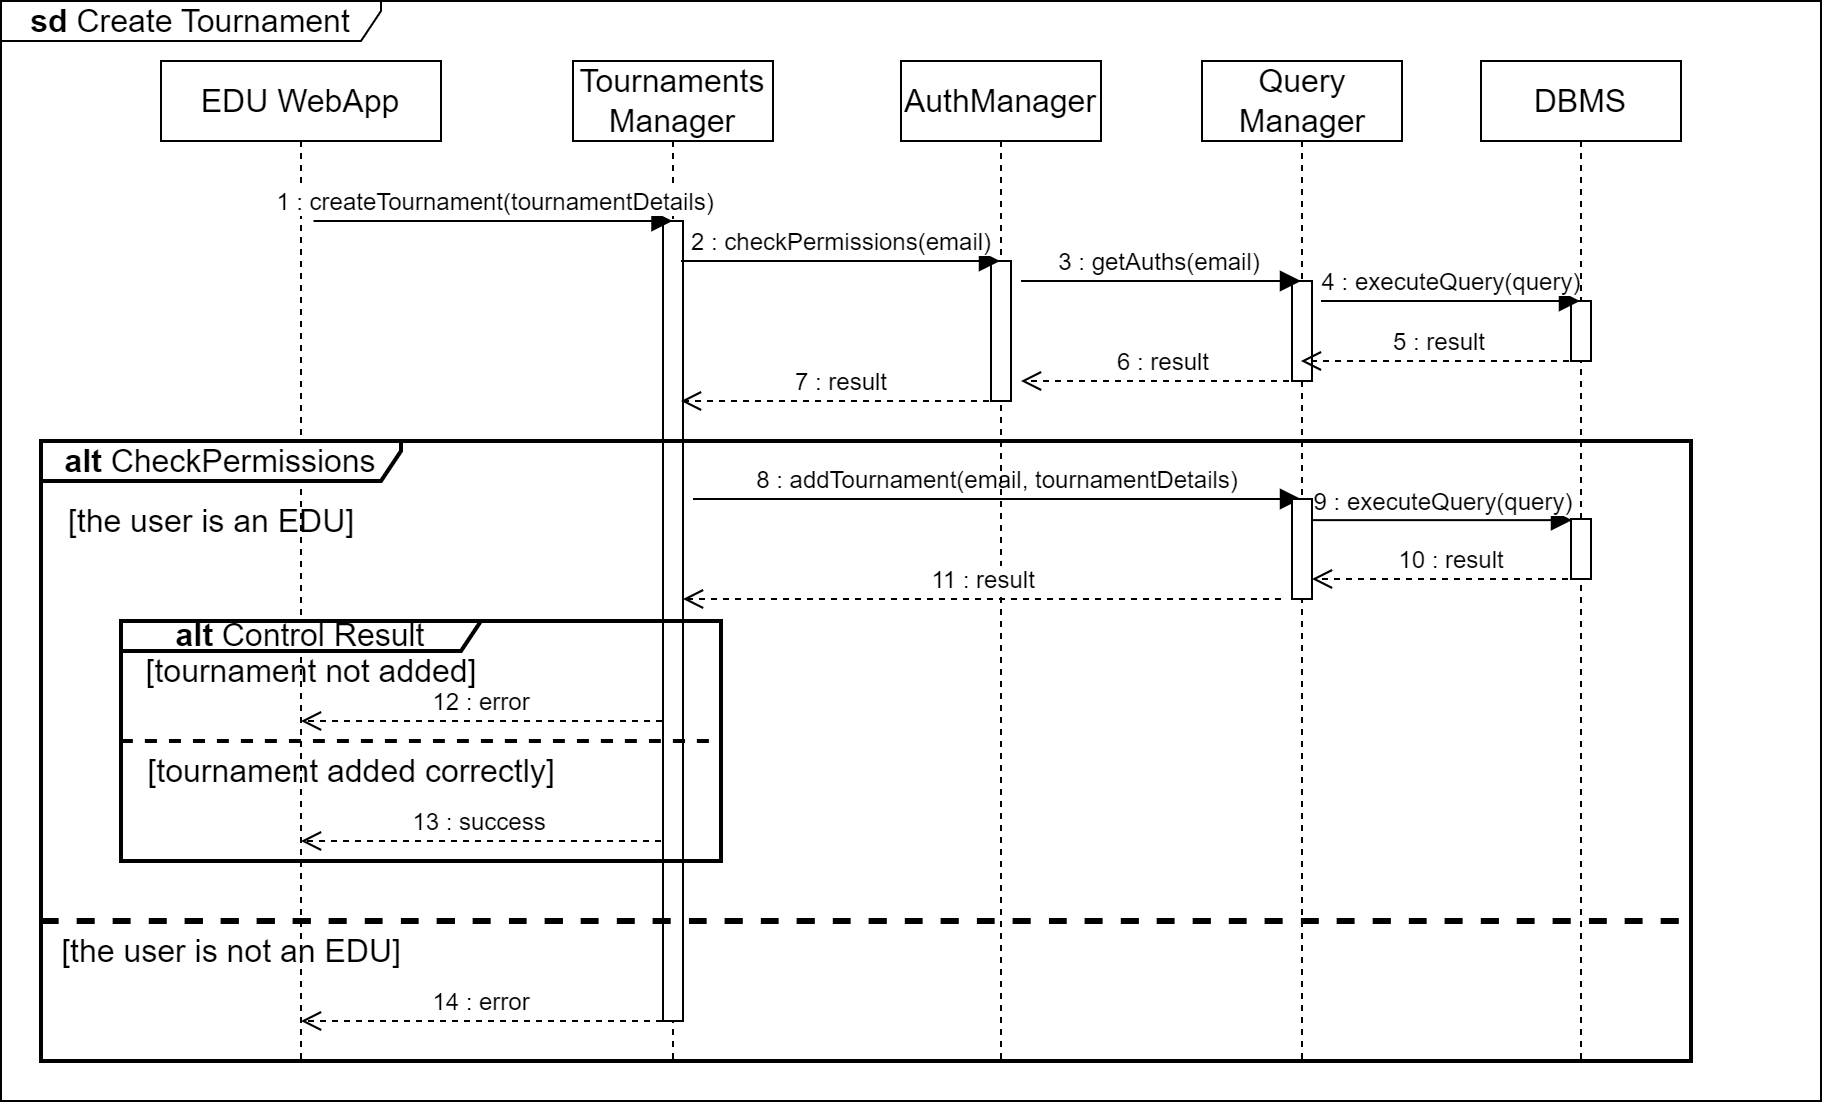 sd Create Tournament
EDU WebApp
Tournaments
Manager
AuthManager
Query
Manager
DBMS
1 : createTournament(tournamentDetails)
2 : checkPermissions(email)
3 : getAuths(email)
4 : executeQuery(query)
5 : result
6 : result
7 : result
alt CheckPermissions
[the user is an EDU]
8 : addTournament(email, tournamentDetails)
9 : executeQuery(query)
10 : result
11 : result
alt Control Result
[tournament not added]
12 : error
[tournament added correctly]
13 : success
[the user is not an EDU]
14 : error